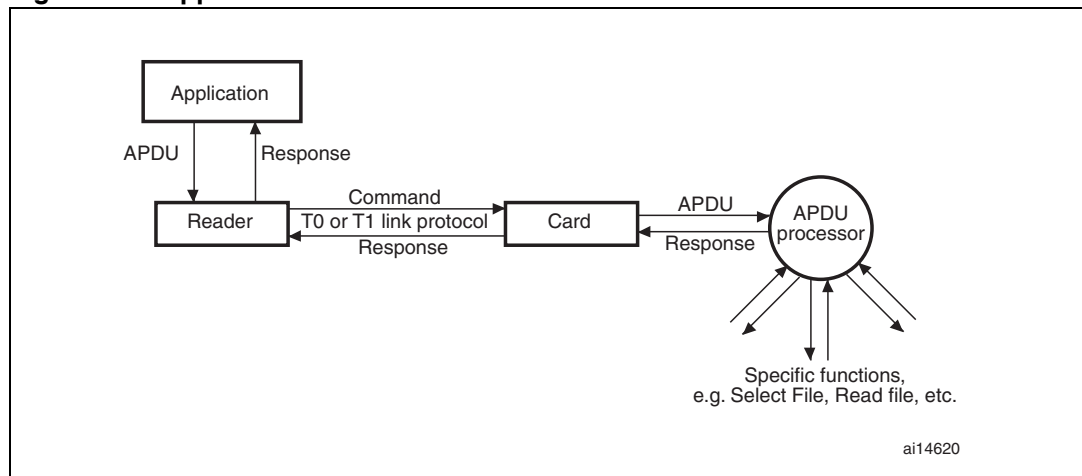 Application
APDU
Response
Command
Reader
T0 or T1 link protocol
Response
Card
APDU
Response
APDU
processor
Specific functions,
e.g. Select File, Read file, etc.
ai14620